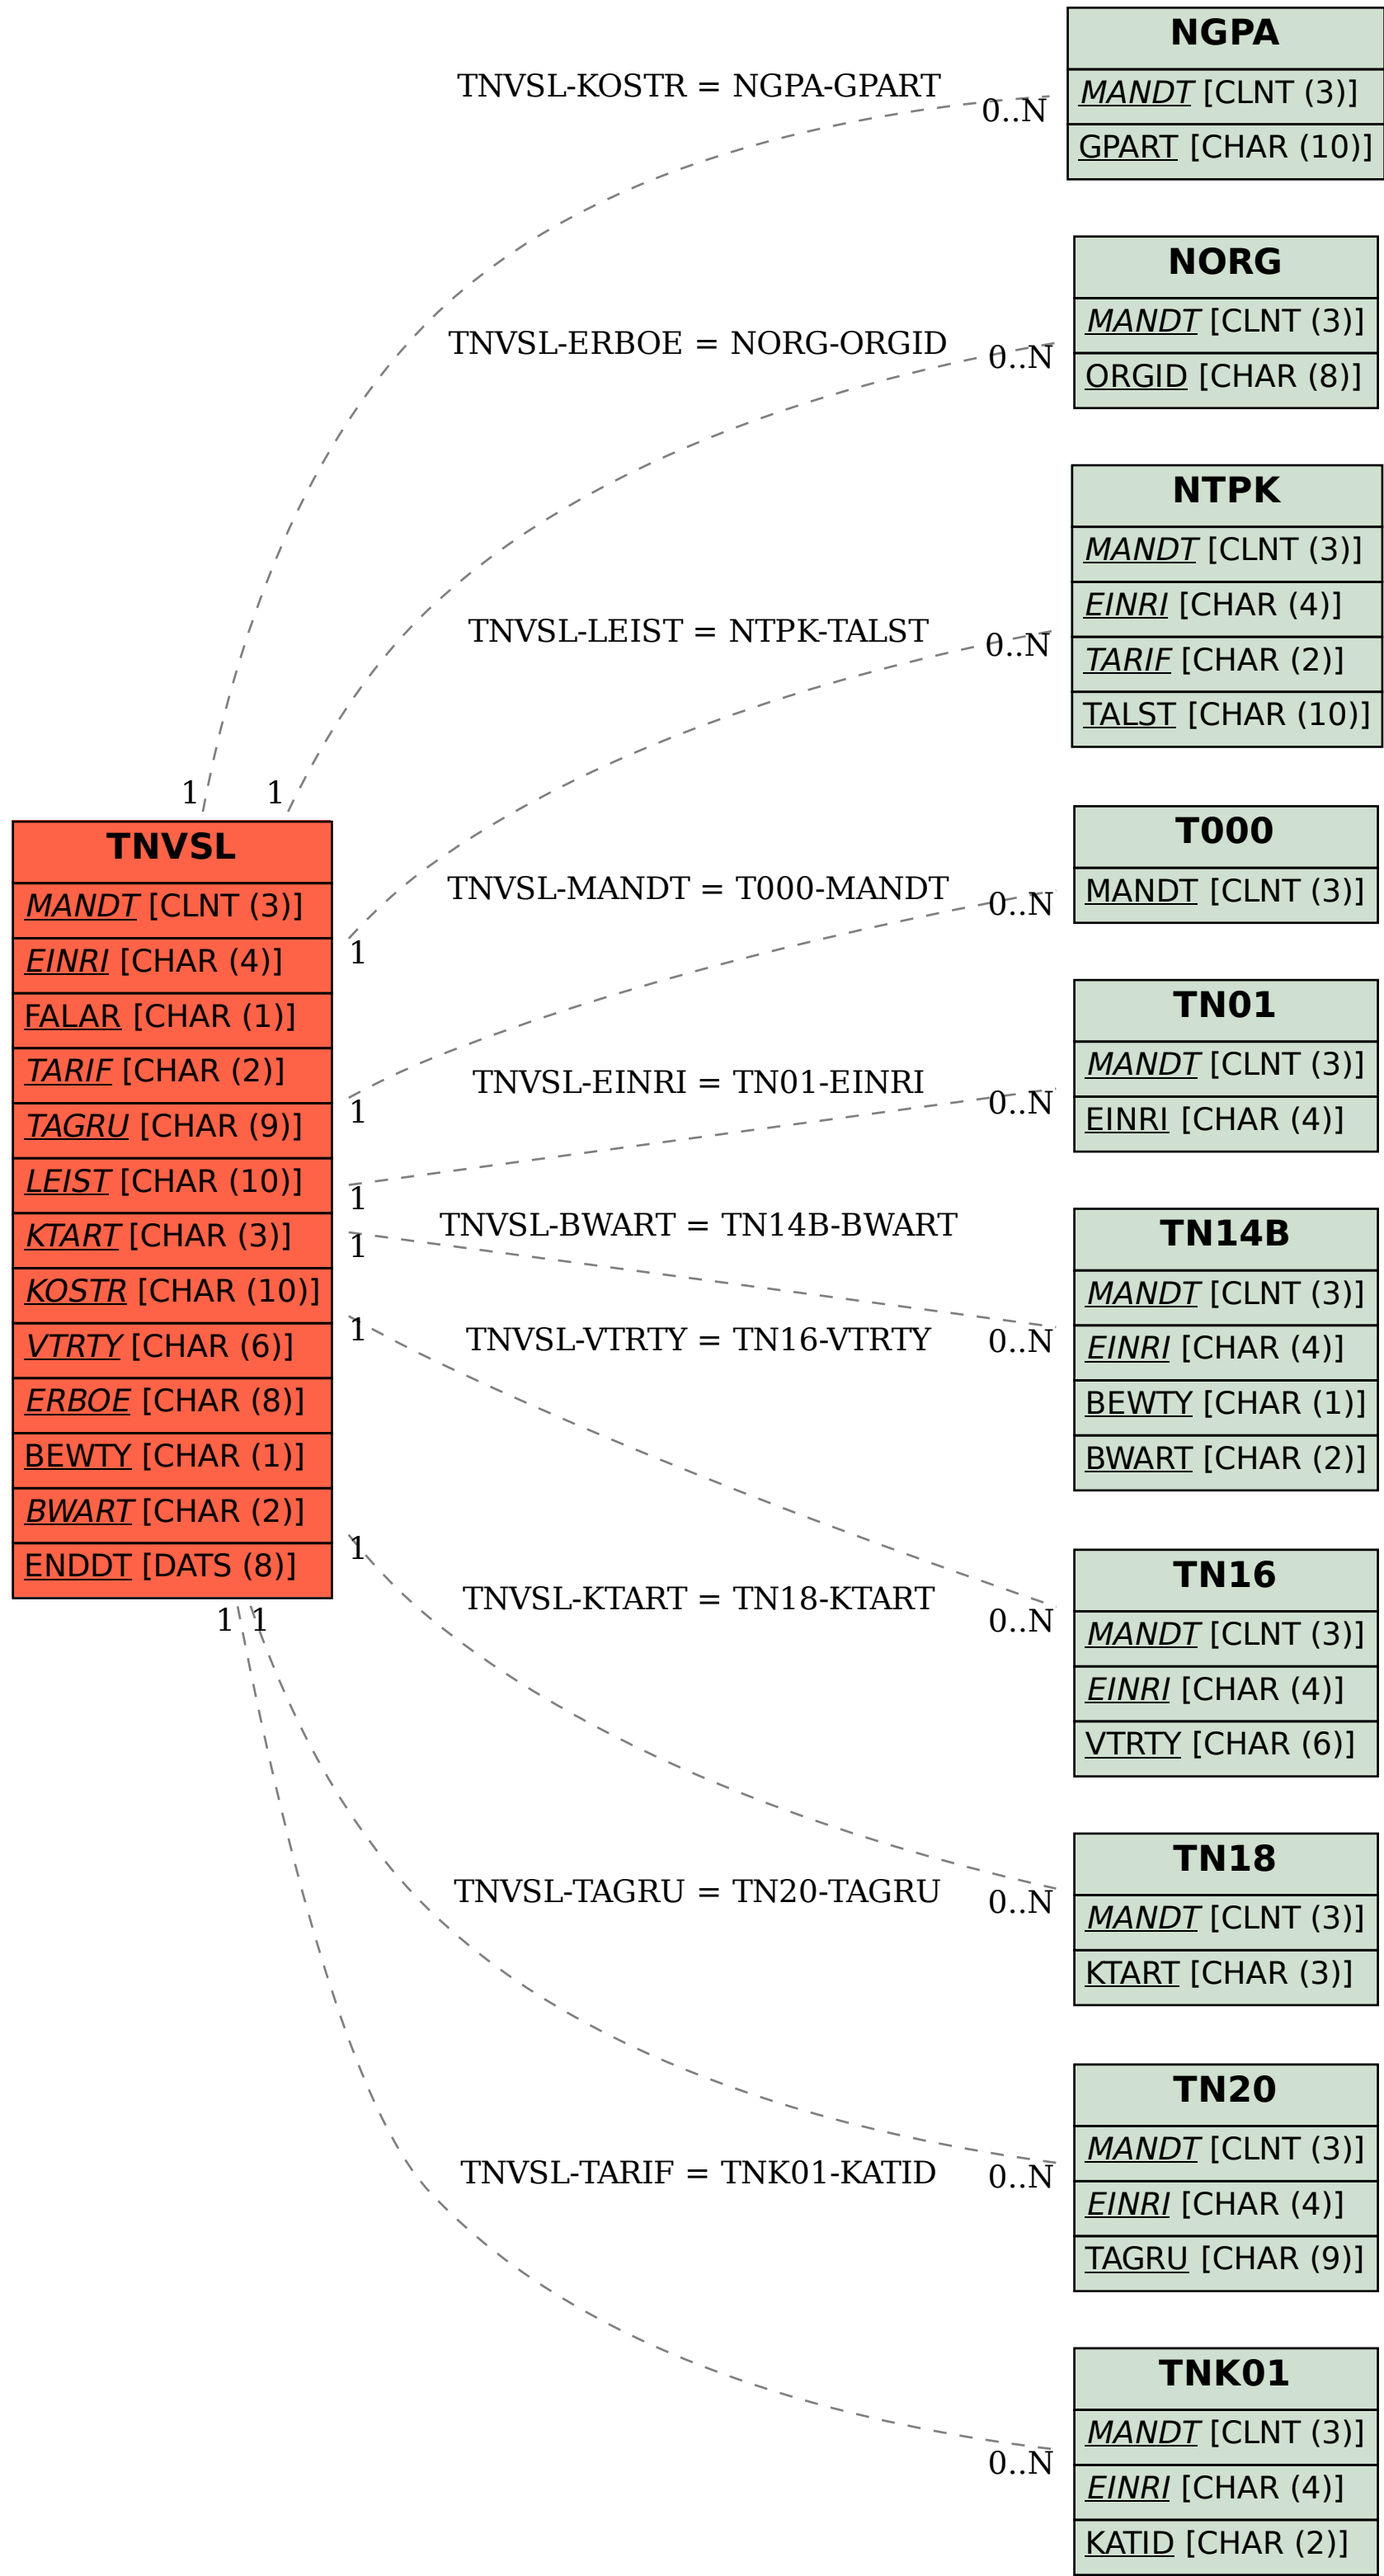 NGPA
MANDT [CLNT (3)]
GPART [CHAR (10)]
TNVSL-KOSTR = NGPA-GPART
0..N
1
NORG
MANDT [CLNT (3)]
ORGID [CHAR (8)]
TNVSL-ERBOE = NORG-ORGID
0..N
1
NTPK
MANDT [CLNT (3)]
EINRI [CHAR (4)]
TARIF [CHAR (2)]
TALST [CHAR (10)]
TNVSL-LEIST = NTPK-TALST
0..N
1
TNVSL
MANDT [CLNT (3)]
EINRI [CHAR (4)]
FALAR [CHAR (1)]
TARIF [CHAR (2)]
TAGRU [CHAR (9)]
LEIST [CHAR (10)]
KTART [CHAR (3)]
KOSTR [CHAR (10)]
VTRTY [CHAR (6)]
ERBOE [CHAR (8)]
BEWTY [CHAR (1)]
BWART [CHAR (2)]
ENDDT [DATS (8)]
T000
MANDT [CLNT (3)]
TNVSL-MANDT = T000-MANDT
0..N
1
TN01
MANDT [CLNT (3)]
EINRI [CHAR (4)]
TNVSL-EINRI = TN01-EINRI
0..N
1
TN14B
MANDT [CLNT (3)]
EINRI [CHAR (4)]
BEWTY [CHAR (1)]
BWART [CHAR (2)]
TNVSL-BWART = TN14B-BWART
0..N
1
TN16
MANDT [CLNT (3)]
EINRI [CHAR (4)]
VTRTY [CHAR (6)]
TNVSL-VTRTY = TN16-VTRTY
0..N
1
TN18
MANDT [CLNT (3)]
KTART [CHAR (3)]
TNVSL-KTART = TN18-KTART
0..N
1
TN20
MANDT [CLNT (3)]
EINRI [CHAR (4)]
TAGRU [CHAR (9)]
TNVSL-TAGRU = TN20-TAGRU
0..N
1
TNK01
MANDT [CLNT (3)]
EINRI [CHAR (4)]
KATID [CHAR (2)]
TNVSL-TARIF = TNK01-KATID
0..N
1